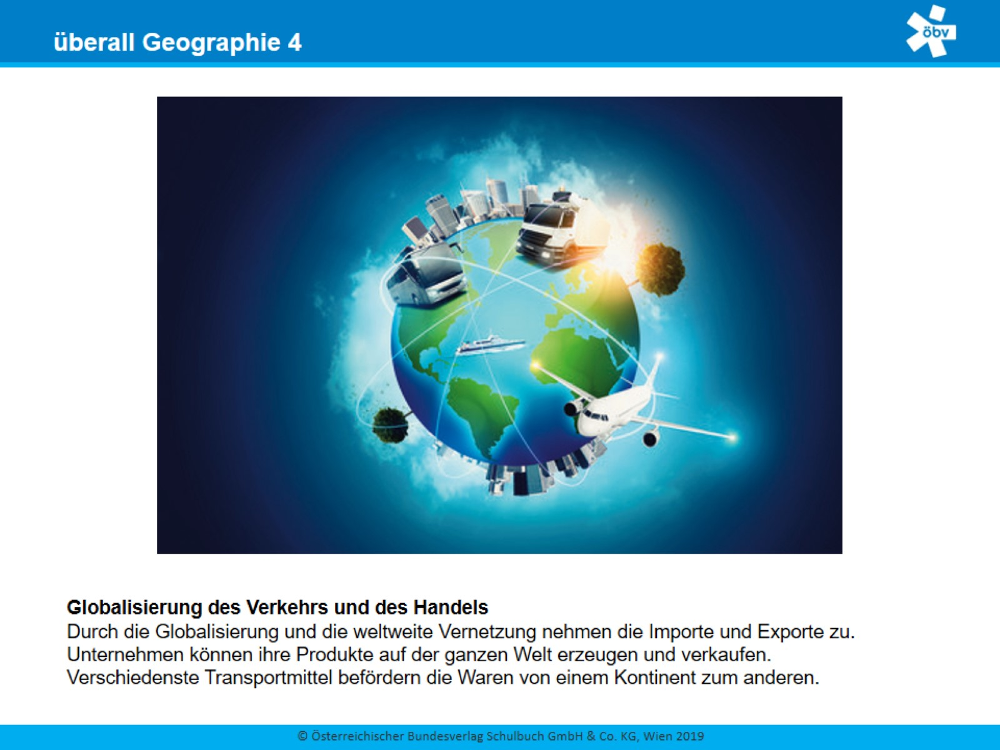 überall Geographie 4
öbv
Globalisierung des Verkehrs und des Handels
Durch die Globalisierung und die weltweite Vernetzung nehmen die Importe und Exporte zu.
Unternehmen können ihre Produkte auf der ganzen Welt erzeugen und verkaufen.
Verschiedenste Transportmittel befördern die Waren von einem Kontinent zum anderen.
© Österreichischer Bundesverlag Schulbuch GmbH & Co. KG, Wien 2019